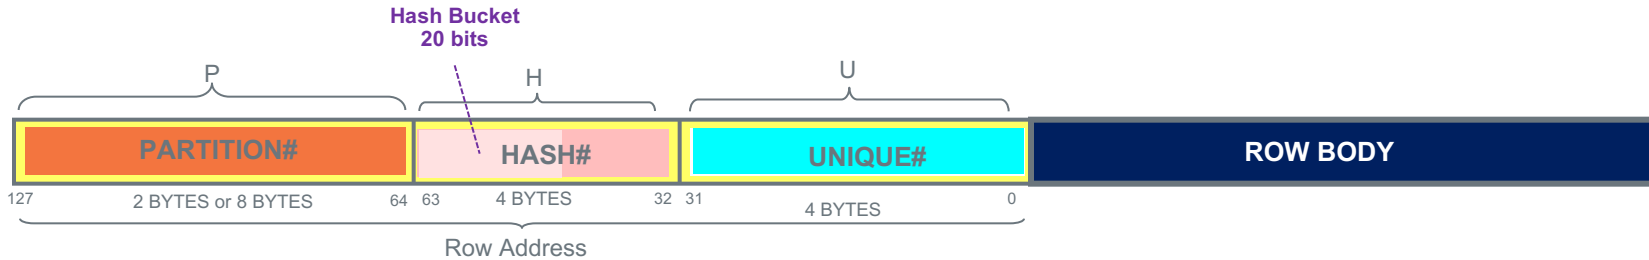 Hash Bucket
20 bits
P
H
U
PARTITION#
HASH#
UNIQUE#
ROW BODY
127
2 BYTES or 8 BYTES
64
63
4 BYTES
32
31
4 BYTES
0
Row Address